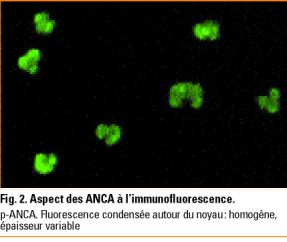 Fig. 2. Aspect des ANCA à l’immunofluorescence.
p-ANCA. Fluorescence condensée autour du noyau : homogène,
épaisseur variable